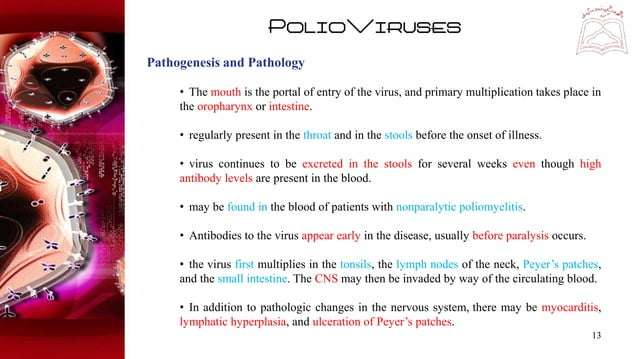 PolioViruses
Pathogenesis and Pathology
• The mouth is the portal of entry of the virus, and primary multiplication takes place in
the oropharynx or intestine.
• regularly present in the throat and in the stools before the onset of illness.
• virus continues to be excreted in the stools for several weeks even though high
antibody levels are present in the blood.
• may be found in the blood of patients with nonparalytic poliomyelitis.
• Antibodies to the virus appear early in the disease, usually before paralysis occurs.
• the virus first multiplies in the tonsils, the lymph nodes of the neck, Peyer’s patches,
and the small intestine. The CNS may then be invaded by way of the circulating blood.
• In addition to pathologic changes in the nervous system, there may be myocarditis,
lymphatic hyperplasia, and ulceration of Peyer’s patches.
13